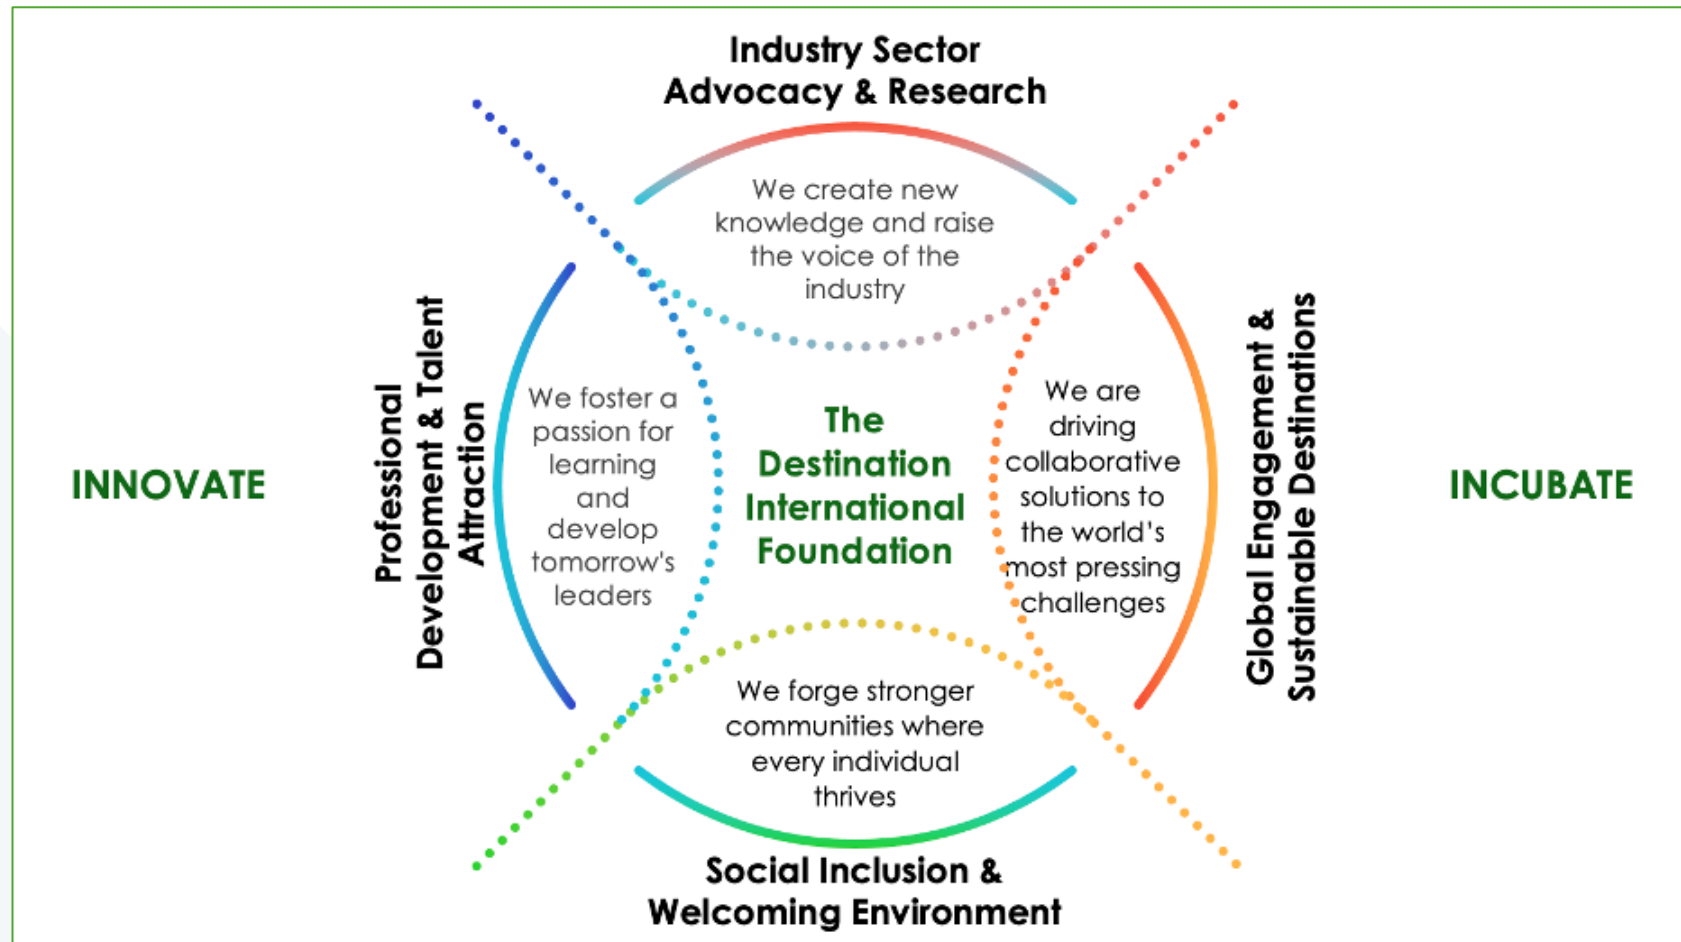 Industry Sector
Advocacy & Research
We create new
knowledge and raise
the voice of the
industry
INNOVATE
Professional
Development & Talent
Attraction
We foster a
passion for
learning
and
develop
tomorrow's
leaders
The
Destination
International
Foundation
We are
driving
collaborative
solutions to
the world's
most pressing
challenges
Global Engagement &
Sustainable Destinations
INCUBATE
We forge stronger
communities where
every individual
thrives
Social Inclusion &
Welcoming Environment